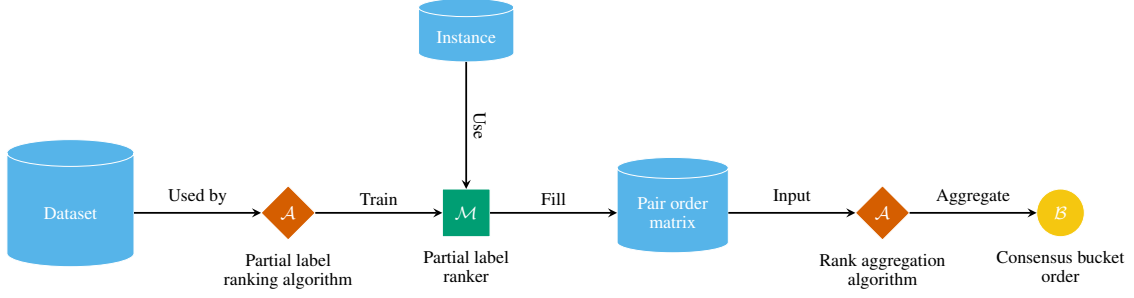 Instance
Use
Dataset
Used by
𝒜
Train
ℳ
Fill
Pair order
matrix
Input
𝒜
Aggregate
ℬ
Partial label
ranking algorithm
Partial label
ranker
Rank aggregation
algorithm
Consensus bucket
order